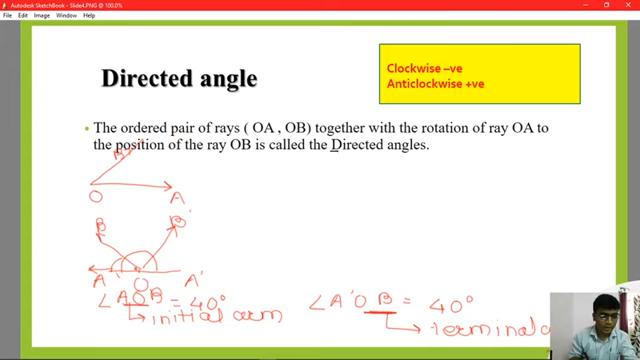 Autodesk SketchBook - Slide4.PNG @ 100.0%
File Edit Image Window Help
Directed angle
Clockwise –ve
Anticlockwise +ve
• The ordered pair of rays ( OA , OB) together with the rotation of ray OA to
the position of the ray OB is called the Directed angles.
B
O A
B B'
A' O A'
∠AOB = 40° ∠A'OB = 40°
initial arm terminal a